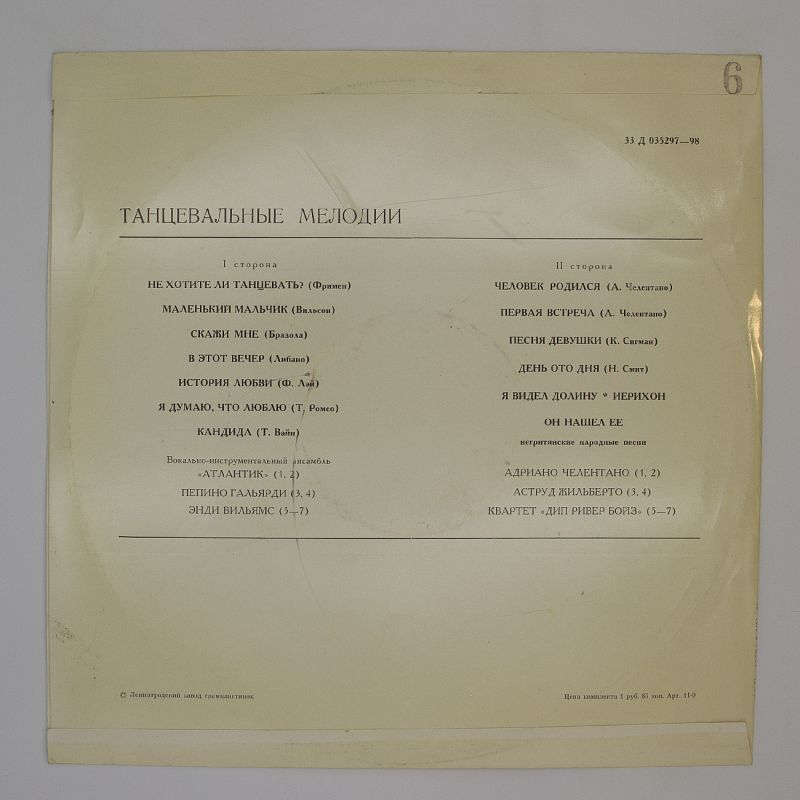 6
33 Д 035297—98
ТАНЦЕВАЛЬНЫЕ МЕЛОДИИ
I сторона
НЕ ХОТИТЕ ЛИ ТАНЦЕВАТЬ? (Фримен)
МАЛЕНЬКИЙ МАЛЬЧИК (Вильсон)
СКАЖИ МНЕ (Бразола)
В ЭТОТ ВЕЧЕР (Либано)
ИСТОРИЯ ЛЮБВИ (Ф. Лэй)
Я ДУМАЮ, ЧТО ЛЮБЛЮ (Т. Ромео)
КАНДИДА (Т. Вайн)
Вокально-инструментальный ансамбль
«АТЛАНТИК» (1, 2)
ПЕПИНО ГАЛЬЯРДИ (3, 4)
ЭНДИ ВИЛЬЯМС (5—7)
II сторона
ЧЕЛОВЕК РОДИЛСЯ (А. Челентано)
ПЕРВАЯ ВСТРЕЧА (А. Челентано)
ПЕСНЯ ДЕВУШКИ (К. Сигман)
ДЕНЬ ОТО ДНЯ (Н. Смит)
Я ВИДЕЛ ДОЛИНУ * ИЕРИХОН
ОН НАШЕЛ ЕЕ
негритянские народные песни
АДРИАНО ЧЕЛЕНТАНО (1, 2)
АСТРУД ЖИЛЬБЕРТО (3, 4)
КВАРТЕТ «ДИП РИВЕР БОЙЗ» (5—7)
© Ленинградский завод грампластинок
Цена комплекта 1 руб. 85 коп. Арт. 11-9